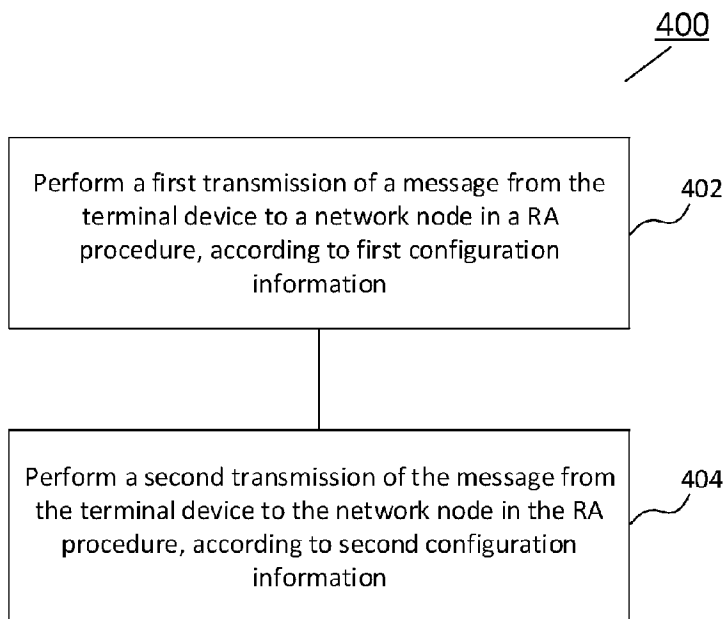 400
Perform a first transmission of a message from the
terminal device to a network node in a RA
procedure, according to first configuration
information
402
Perform a second transmission of the message from
the terminal device to the network node in the RA
procedure, according to second configuration
information
404